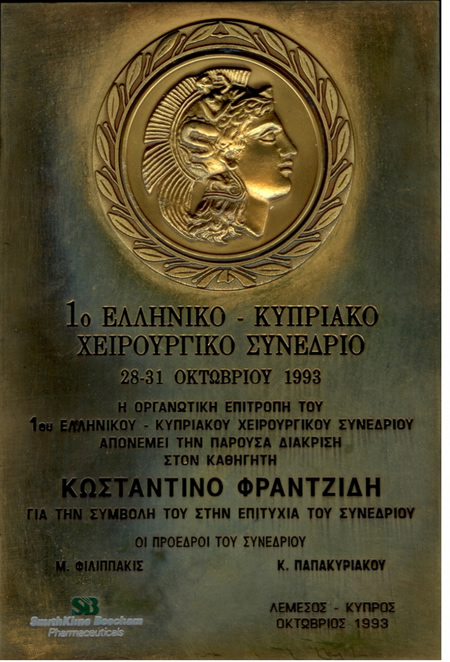 1ο ΕΛΛΗΝΙΚΟ - ΚΥΠΡΙΑΚΟ
ΧΕΙΡΟΥΡΓΙΚΟ ΣΥΝΕΔΡΙΟ
28-31 ΟΚΤΩΒΡΙΟΥ 1993
Η ΟΡΓΑΝΩΤΙΚΗ ΕΠΙΤΡΟΠΗ ΤΟΥ
1ου ΕΛΛΗΝΙΚΟΥ - ΚΥΠΡΙΑΚΟΥ ΧΕΙΡΟΥΡΓΙΚΟΥ ΣΥΝΕΔΡΙΟΥ
ΑΠΟΝΕΜΕΙ ΤΗΝ ΠΑΡΟΥΣΑ ΔΙΑΚΡΙΣΗ
ΣΤΟΝ ΚΑΘΗΓΗΤΗ
ΚΩΣΤΑΝΤΙΝΟ ΦΡΑΝΤΖΙΔΗ
ΓΙΑ ΤΗΝ ΣΥΜΒΟΛΗ ΤΟΥ ΣΤΗΝ ΕΠΙΤΥΧΙΑ ΤΟΥ ΣΥΝΕΔΡΙΟΥ
ΟΙ ΠΡΟΕΔΡΟΙ ΤΟΥ ΣΥΝΕΔΡΙΟΥ
Μ. ΦΙΛΙΠΠΑΚΙΣ Κ. ΠΑΠΑΚΥΡΙΑΚΟΥ
SB
SmithKline Beecham
Pharmaceuticals
ΛΕΜΕΣΟΣ - ΚΥΠΡΟΣ
ΟΚΤΩΒΡΙΟΣ 1993